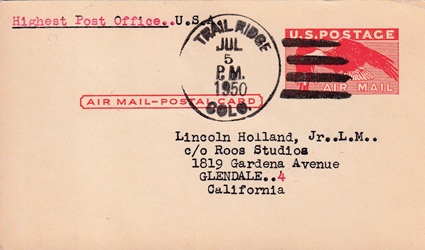 Highest Post Office..U.S.A
U.S. POSTAGE
TRAIL RIDGE
JUL
5
P.M.
1950
COLO.
AIR MAIL
AIR MAIL-POSTAL CARD
Lincoln Holland, Jr..L.M..
c/o Roos Studios
1819 Gardena Avenue
GLENDALE..4
California